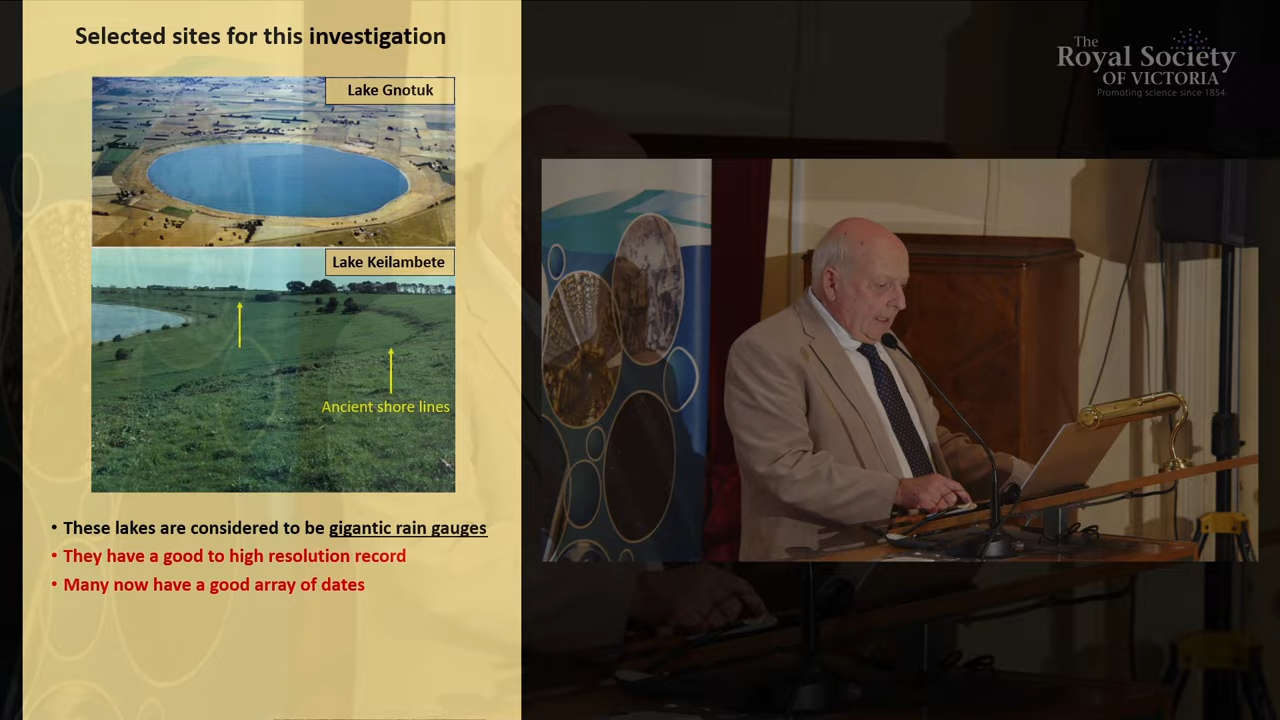 Selected sites for this investigation
Lake Gnotuk
Lake Keilambete
Ancient shore lines
• These lakes are considered to be gigantic rain gauges
• They have a good to high resolution record
• Many now have a good array of dates
The
Royal Society
OF VICTORIA
Promoting science since 1854